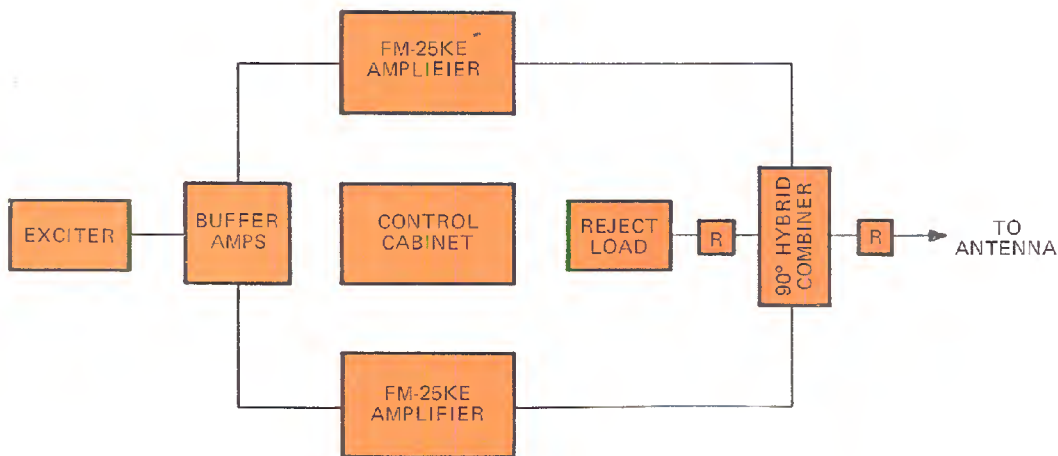 FM-25KE
AMPLIEIER
EXCITER
BUFFER
AMPS
CONTROL
CABINET
REJECT
LOAD
R
90° HYBRID
COMBINER
R
TO
ANTENNA
FM-25KE
AMPLIFIER